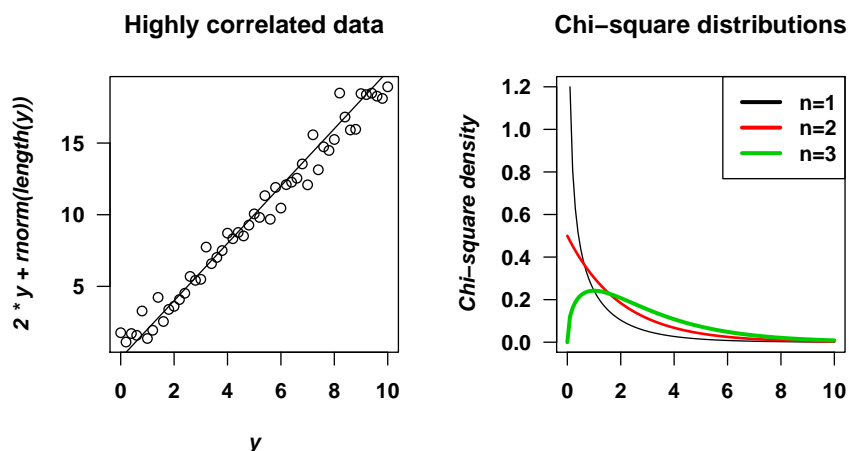 Highly correlated data
2 * y + rnorm(length(y))
15
10
5
0 2 4 6 8 10
y
Chi−square distributions
Chi−square density
1.2
1.0
0.8
0.6
0.4
0.2
0.0
0 2 4 6 8 10
n=1
n=2
n=3